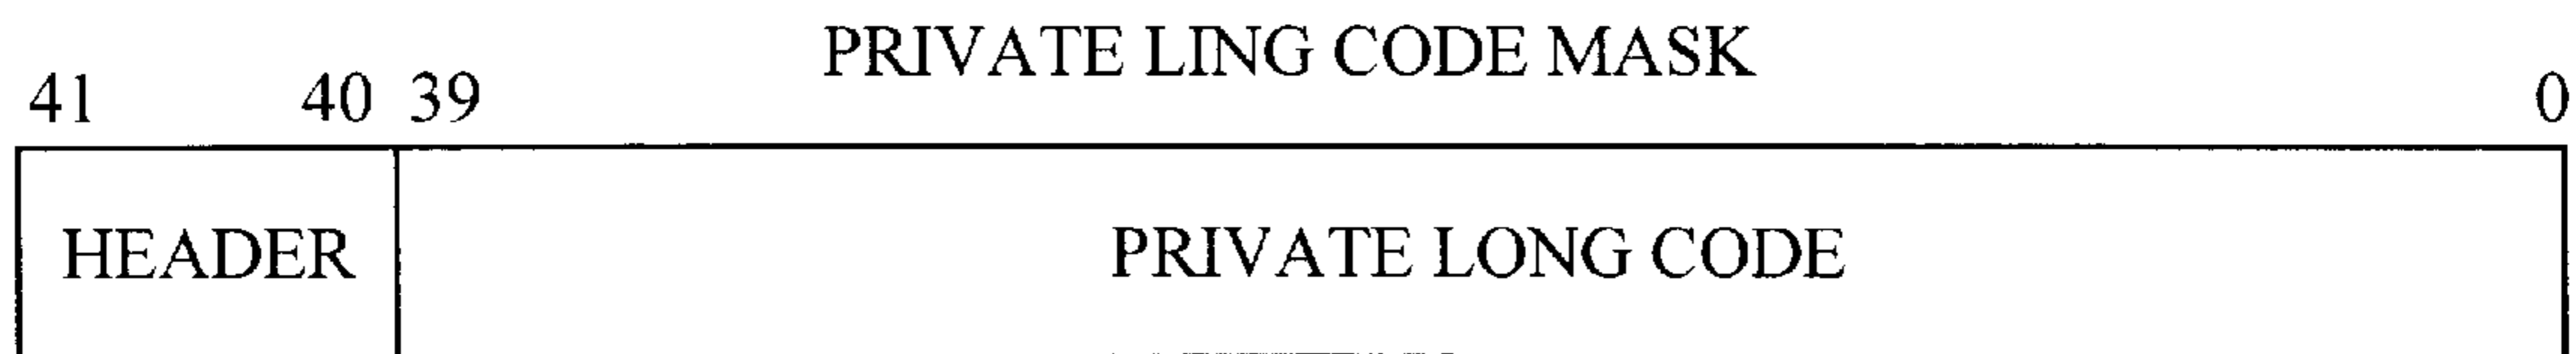 PRIVATE LING CODE MASK
41 40 39 0
HEADER PRIVATE LONG CODE